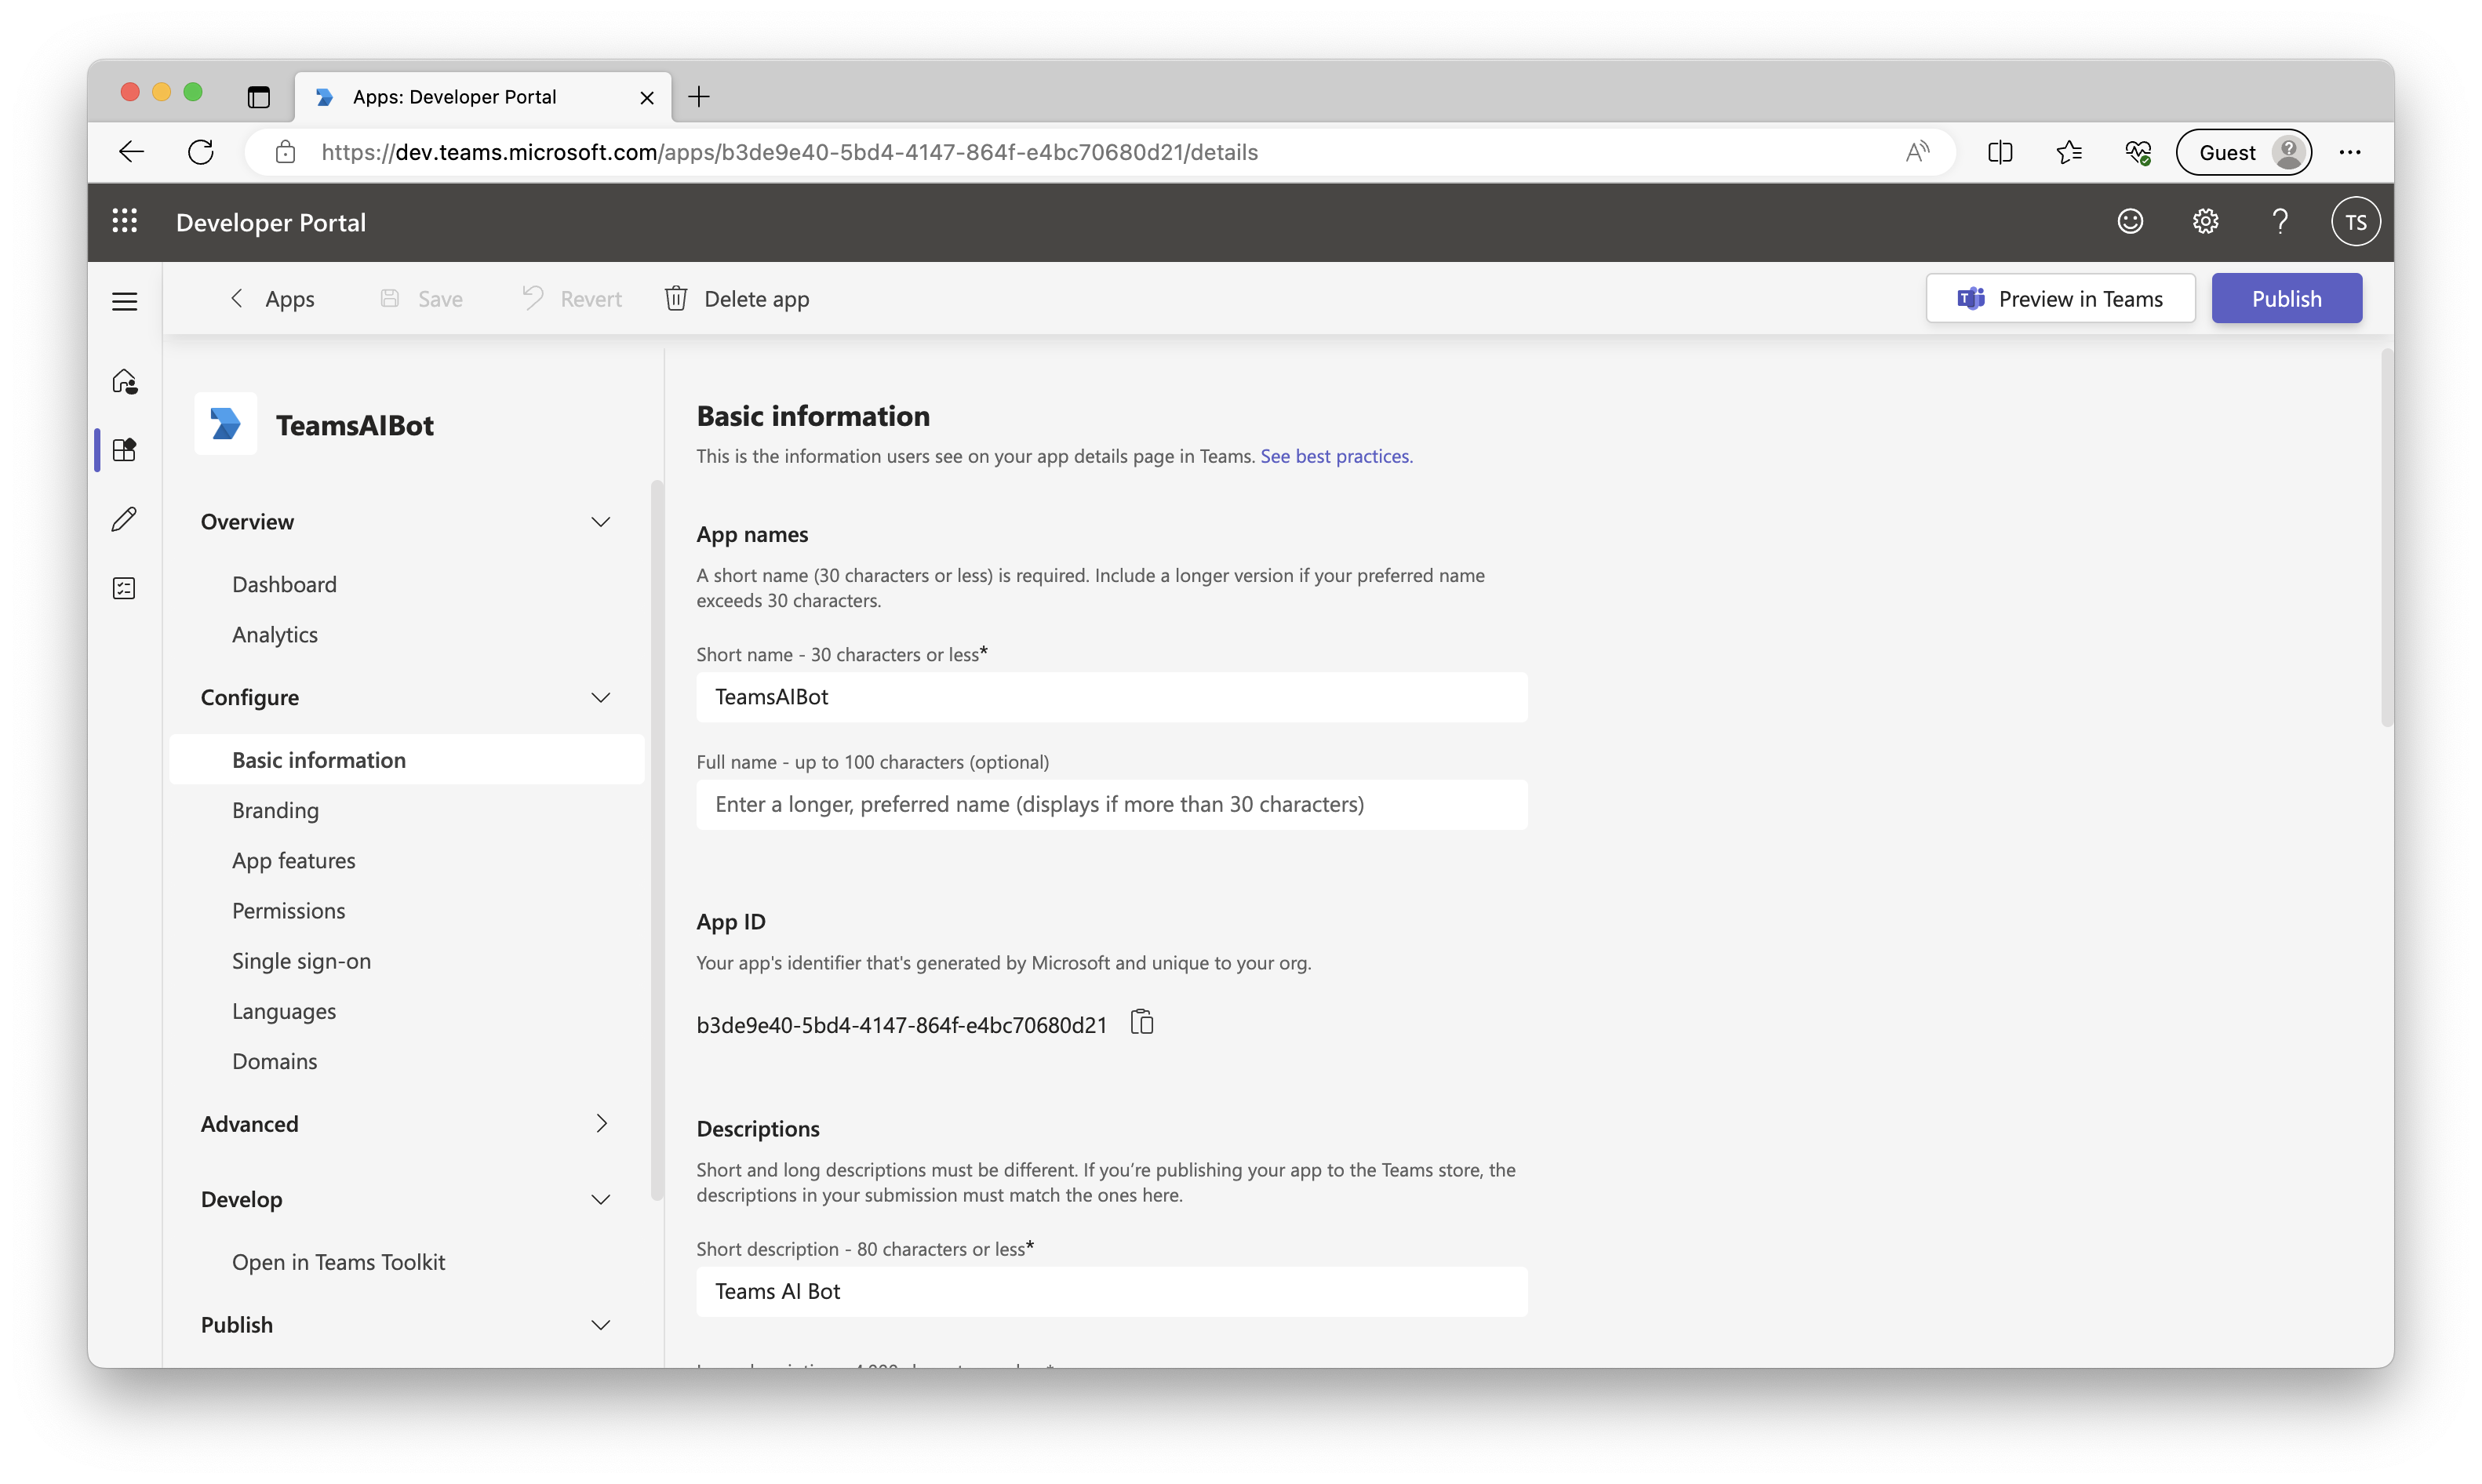 Apps: Developer Portal
https://dev.teams.microsoft.com/apps/b3de9e40-5bd4-4147-864f-e4bc70680d21/details
Guest
Developer Portal
TS
Apps
Save
Revert
Delete app
Preview in Teams
Publish
TeamsAIBot
Overview
Dashboard
Analytics
Configure
Basic information
Branding
App features
Permissions
Single sign-on
Languages
Domains
Advanced
Develop
Open in Teams Toolkit
Publish
Basic information
This is the information users see on your app details page in Teams. See best practices.
App names
A short name (30 characters or less) is required. Include a longer version if your preferred name
exceeds 30 characters.
Short name - 30 characters or less*
TeamsAIBot
Full name - up to 100 characters (optional)
Enter a longer, preferred name (displays if more than 30 characters)
App ID
Your app's identifier that's generated by Microsoft and unique to your org.
b3de9e40-5bd4-4147-864f-e4bc70680d21
Descriptions
Short and long descriptions must be different. If you’re publishing your app to the Teams store, the
descriptions in your submission must match the ones here.
Short description - 80 characters or less*
Teams AI Bot